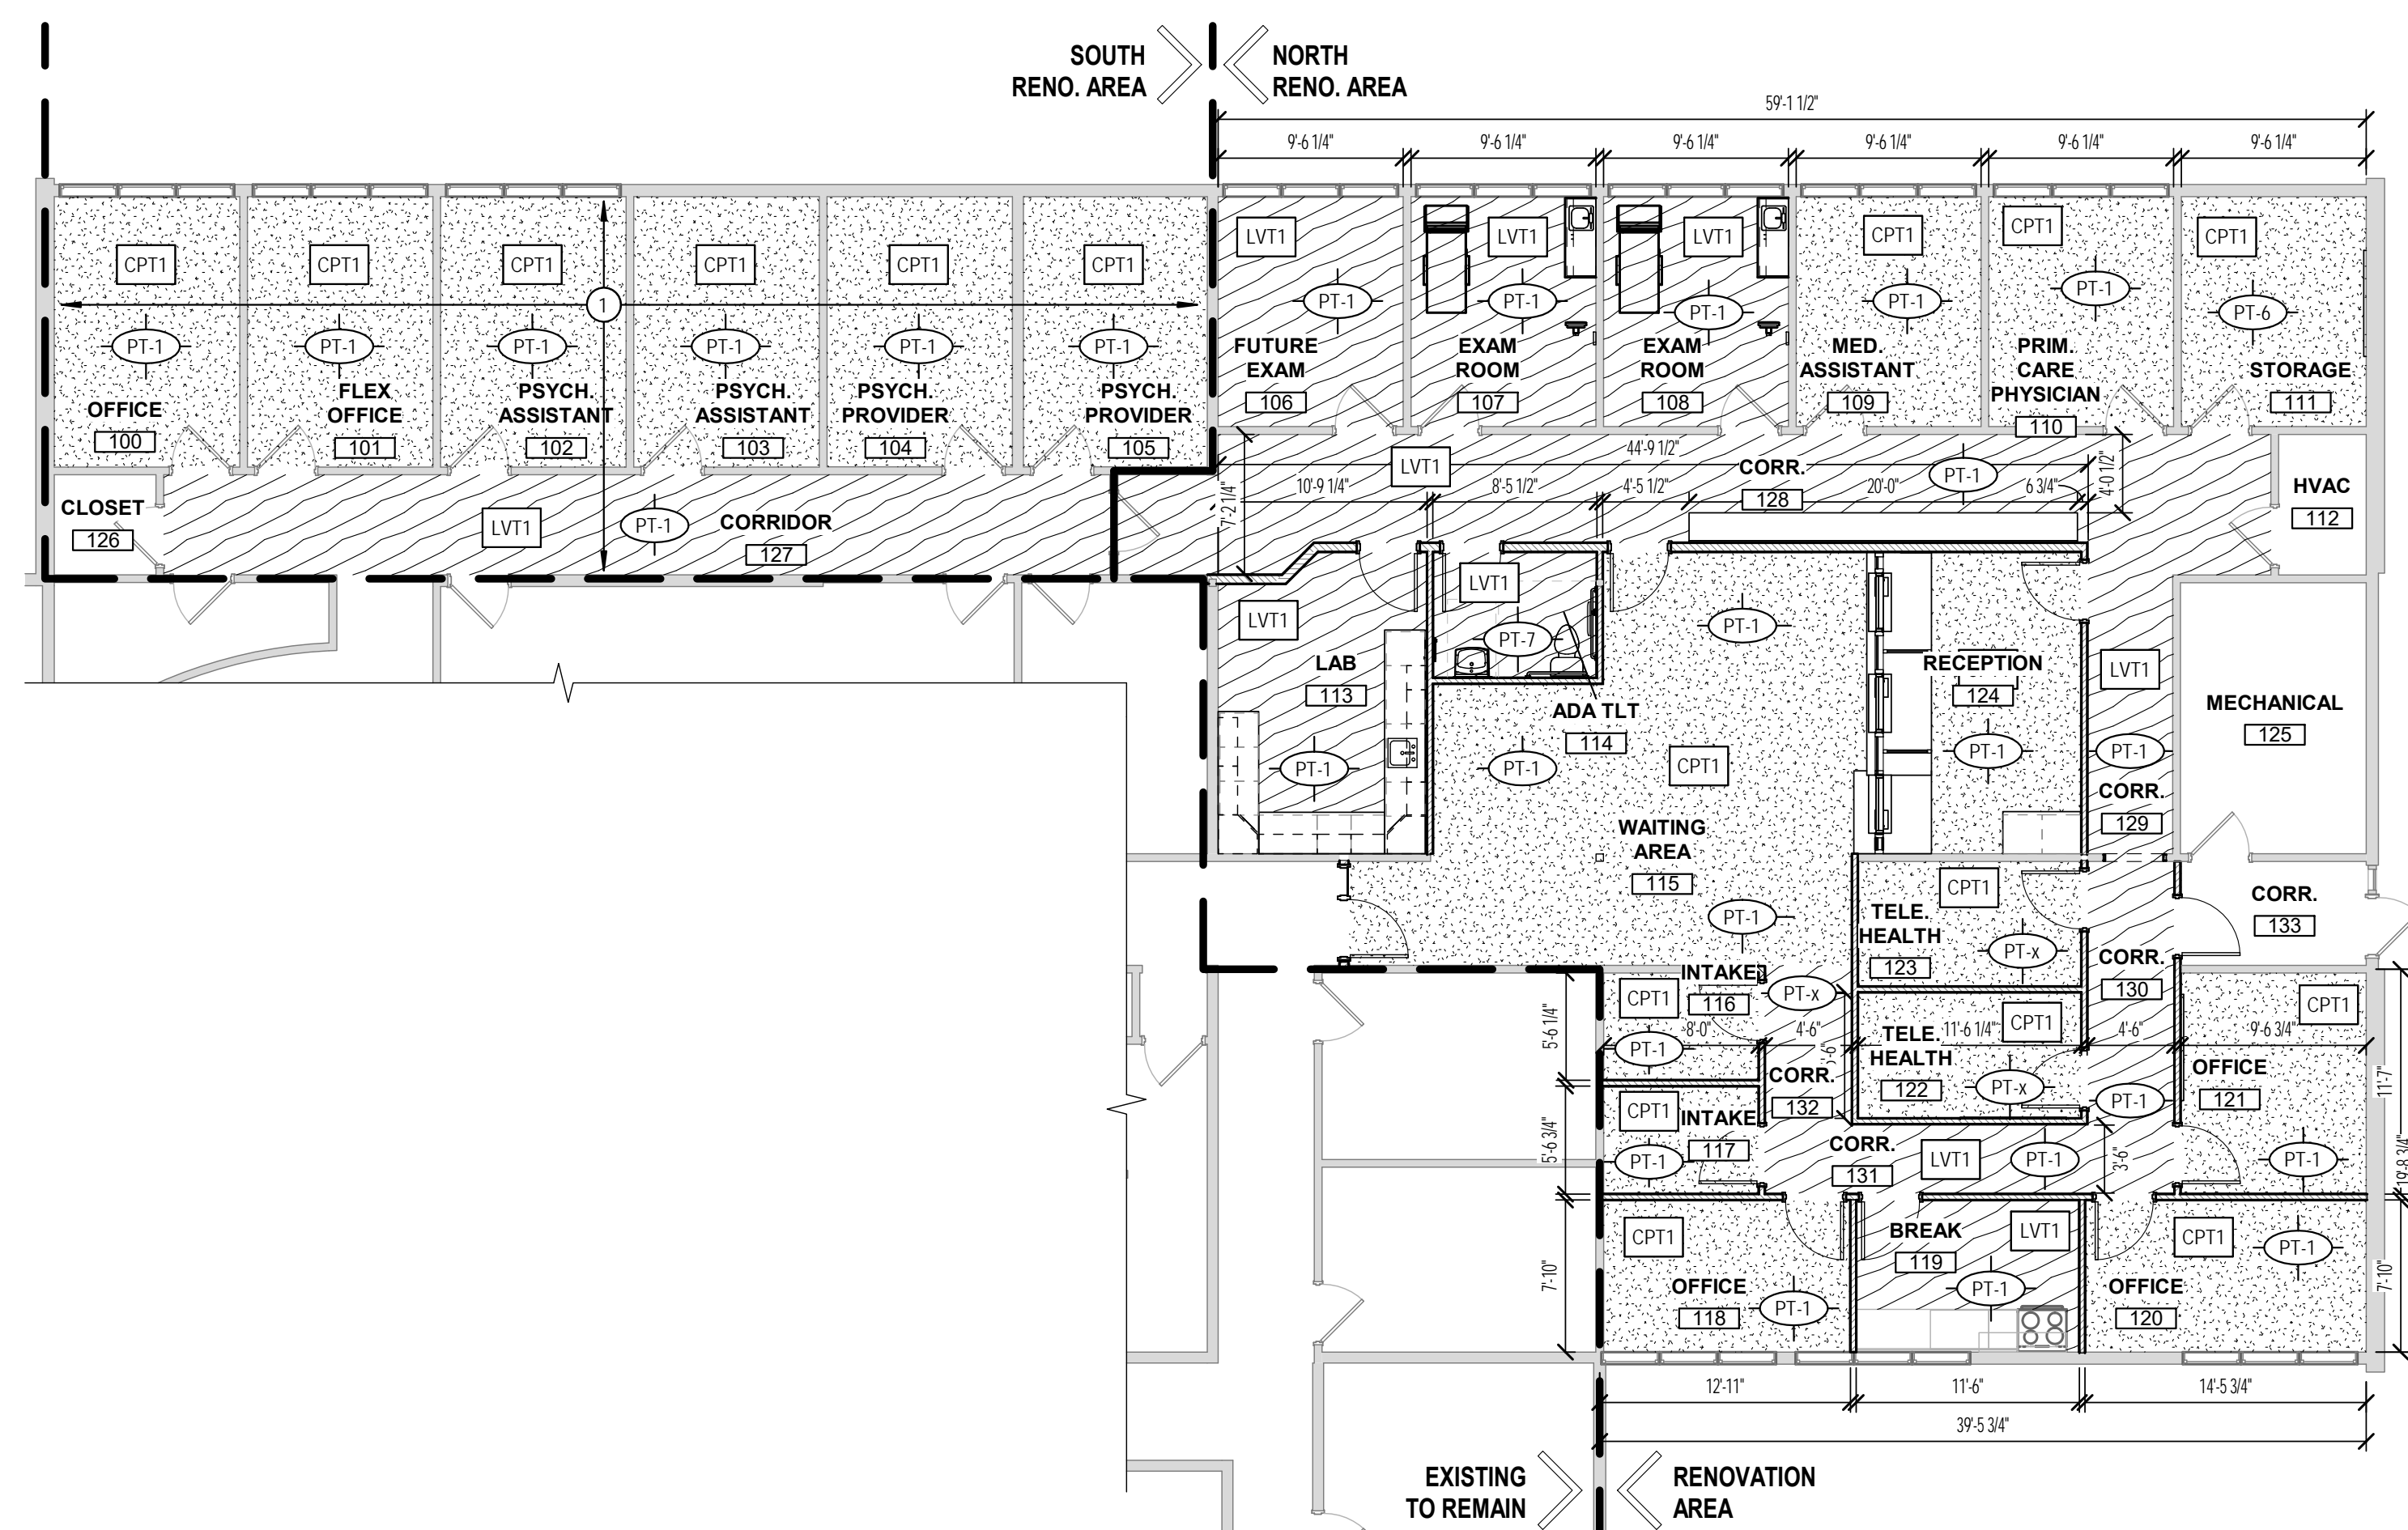 SOUTH
RENO. AREA
NORTH
RENO. AREA
59'-1 1/2"
9'-6 1/4"
9'-6 1/4"
9'-6 1/4"
9'-6 1/4"
9'-6 1/4"
9'-6 1/4"
CPT1
CPT1
CPT1
CPT1
CPT1
CPT1
LVT1
LVT1
LVT1
CPT1
CPT1
CPT1
1
PT-1
PT-1
PT-1
PT-1
PT-1
PT-1
PT-1
PT-1
PT-1
PT-1
PT-1
PT-6
OFFICE
100
FLEX
OFFICE
101
PSYCH.
ASSISTANT
102
PSYCH.
ASSISTANT
103
PSYCH.
PROVIDER
104
PSYCH.
PROVIDER
105
FUTURE
EXAM
106
EXAM
ROOM
107
EXAM
ROOM
108
MED.
ASSISTANT
109
PRIM.
CARE
PHYSICIAN
110
STORAGE
111
CLOSET
126
LVT1
PT-1
CORRIDOR
127
7'-2 1/4"
LVT1
44'-9 1/2"
CORR.
128
PT-1
10'-9 1/4"
8'-5 1/2"
4'-5 1/2"
20'-0"
6 3/4"
4'-0 1/2"
HVAC
112
LVT1
LAB
113
PT-1
LVT1
PT-7
ADA TLT
114
PT-1
PT-1
CPT1
WAITING
AREA
115
PT-1
RECEPTION
124
PT-1
LVT1
PT-1
CORR.
129
MECHANICAL
125
CPT1
TELE.
HEALTH
123
PT-x
CORR.
130
CORR.
133
INTAKE
116
CPT1
PT-x
8'-0"
4'-6"
PT-1
5'-6 1/4"
TELE.
HEALTH
122
11'-6 1/4"
CPT1
PT-x
4'-6"
PT-1
9'-6 3/4"
CPT1
OFFICE
121
PT-1
11'-7"
19'-8 3/4"
CORR.
132
CPT1
INTAKE
117
PT-1
5'-6 3/4"
CORR.
131
LVT1
PT-1
3'-6"
CPT1
OFFICE
118
PT-1
7'-10"
BREAK
119
LVT1
PT-1
CPT1
PT-1
OFFICE
120
7'-10"
12'-11"
11'-6"
14'-5 3/4"
39'-5 3/4"
EXISTING
TO REMAIN
RENOVATION
AREA